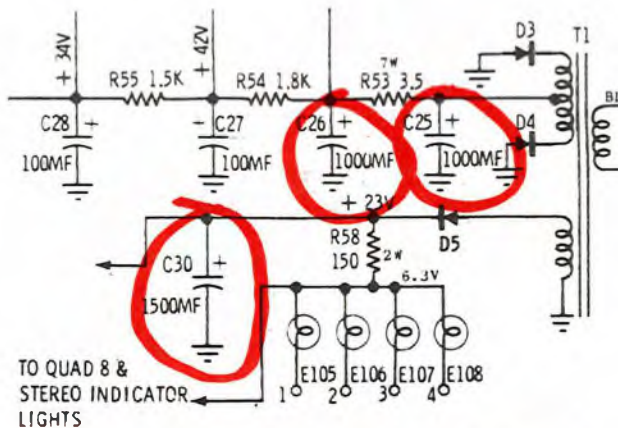 D3
T1
+ 34V
+ 42V
7W
R55 1.5K
R54 1.8K
R53 3.5
C28 +
C27
C26 +
C25 +
D4
100MF
100MF
1000MF
1000MF
+ 23V
R58
150
2W
D5
C30 +
1500MF
6.3V
TO QUAD 8 &
STEREO INDICATOR
LIGHTS
E105
E106
E107
E108
1
2
3
4